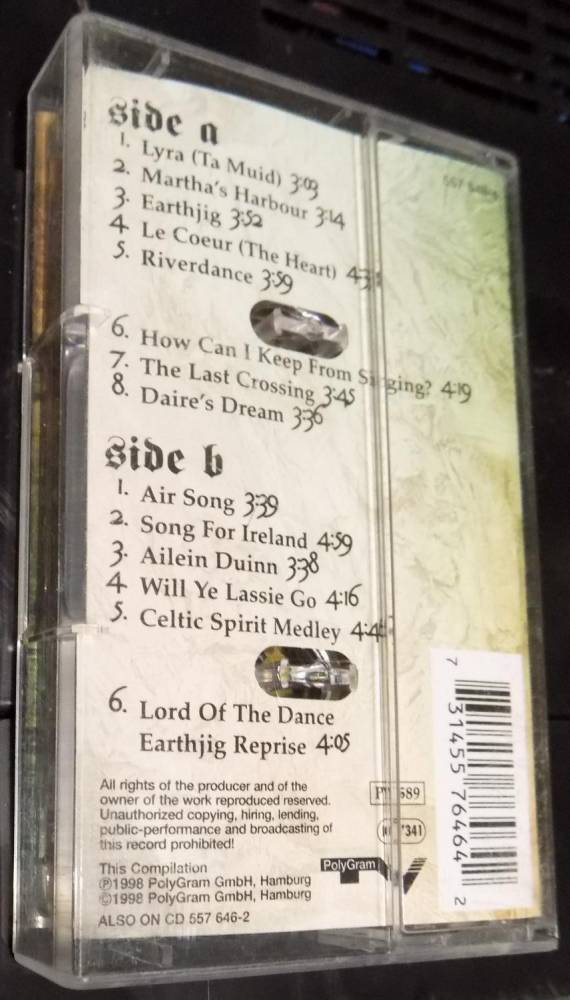 side a
1. Lyra (Ta Muid) 3:03
2. Martha's Harbour 3:14
3. Earthjig 3:52
4 Le Coeur (The Heart)
5. Riverdance 3:59
6. How Can I Keep From Singing? 4:19
7. The Last Crossing 3:45
8. Daire's Dream 3:36
side b
1. Air Song 3:39
2. Song For Ireland 4:59
3. Ailein Duinn 3:38
4 Will Ye Lassie Go 4:16
5. Celtic Spirit Medley
6. Lord Of The Dance
Earthjig Reprise 4:05
All rights of the producer and of the
owner of the work reproduced reserved.
Unauthorized copying, hiring, lending,
public-performance and broadcasting of
this record prohibited!
This Compilation
Ⓟ1998 PolyGram GmbH, Hamburg
©1998 PolyGram GmbH, Hamburg
ALSO ON CD 557 646-2
PolyGram
7 31455 76464 2